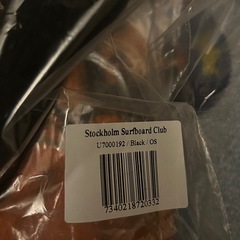 Stockholm Surfboard Club
U7000192 / Black / OS
7340218720332